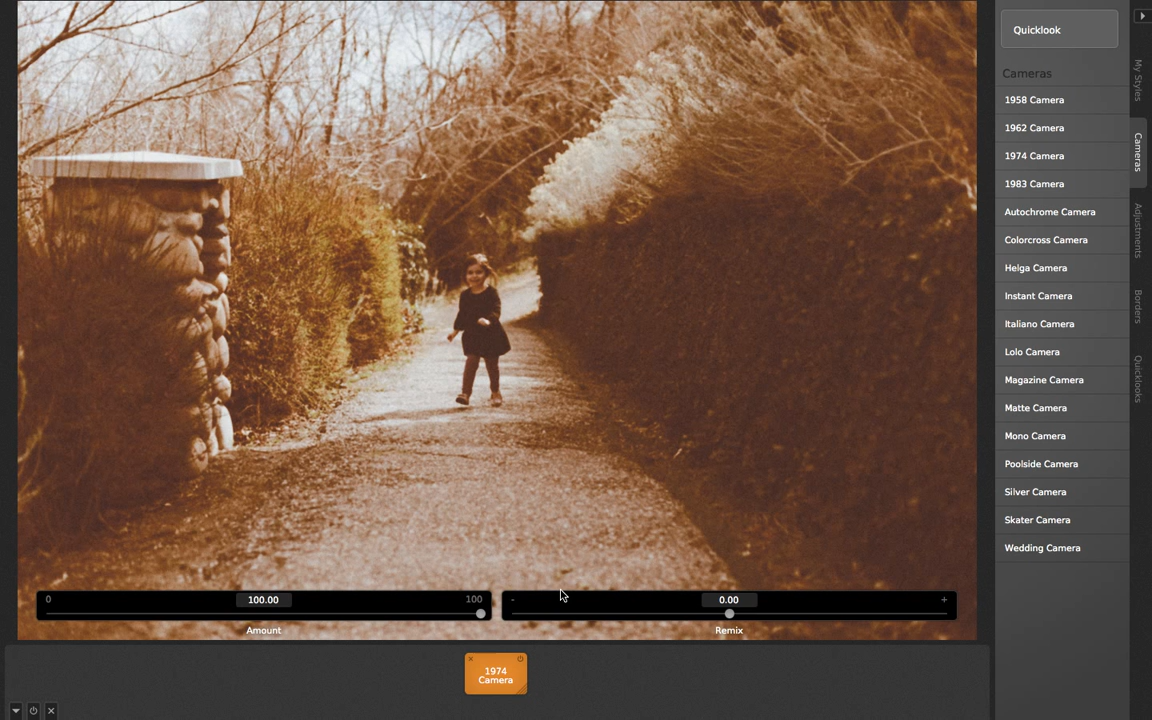 Quicklook
Cameras
1958 Camera
1962 Camera
1974 Camera
1983 Camera
Autochrome Camera
Colorcross Camera
Helga Camera
Instant Camera
Italiano Camera
Lolo Camera
Magazine Camera
Matte Camera
Mono Camera
Poolside Camera
Silver Camera
Skater Camera
Wedding Camera
My Styles
Cameras
Adjustments
Borders
Quicklooks
0 100.00 100
Amount
- 0.00 +
Remix
1974
Camera